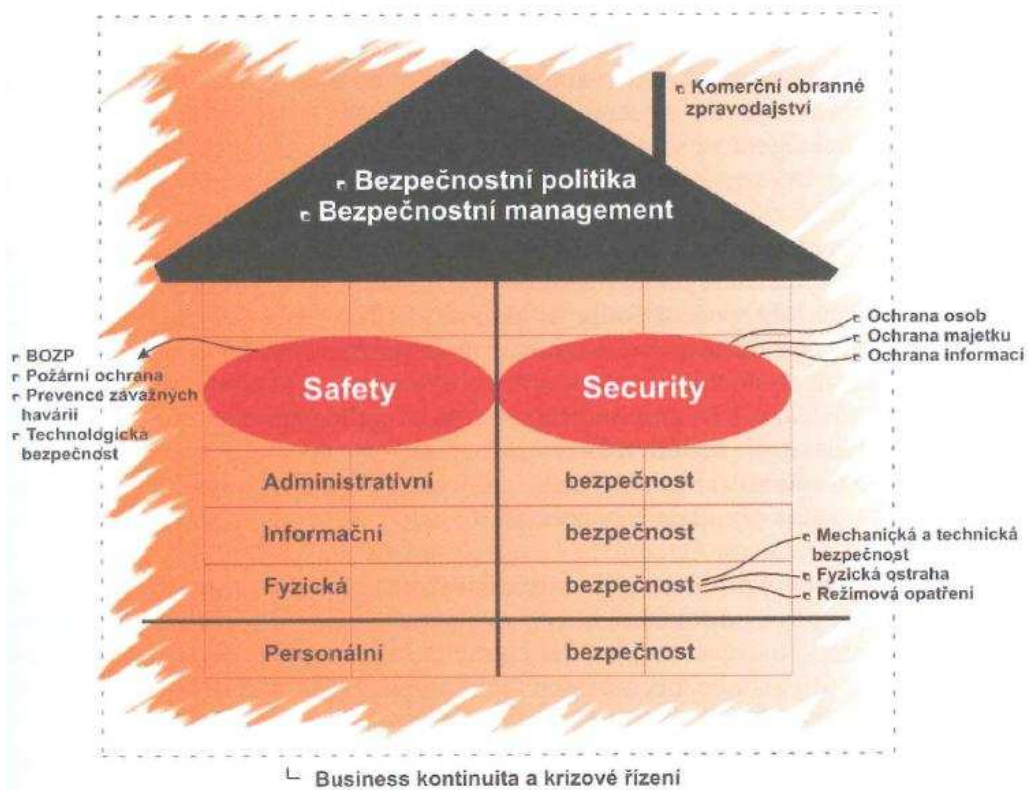 Komerční obranné
zpravodajství
Bezpečnostní politika
Bezpečnostní management
Ochrana osob
Ochrana majetku
Ochrana informací
BOZP
Požární ochrana
Prevence závažných
havárií
Technologická
bezpečnost
Safety
Security
Administrativní bezpečnost
Informační bezpečnost
Fyzická bezpečnost
Mechanická a technická
bezpečnost
Fyzická ostraha
Režimová opatření
Personální bezpečnost
Business kontinuita a krizové řízení